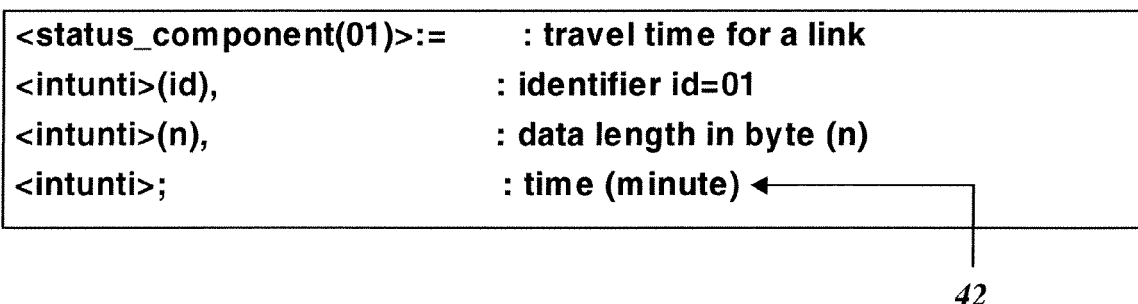 <status_component(01)>:= : travel time for a link
<intunti>(id), : identifier id=01
<intunti>(n), : data length in byte (n)
<intunti>; : time (minute)
42